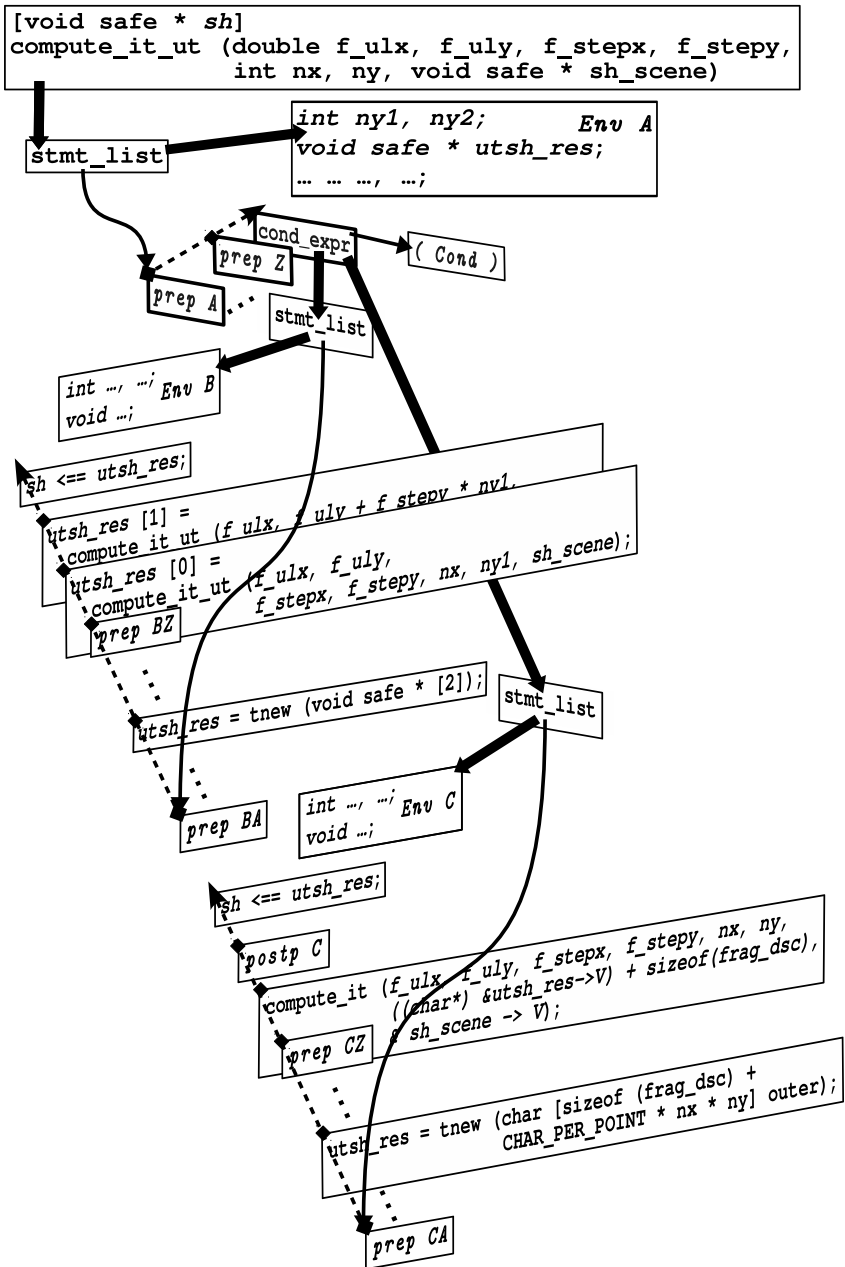 [void safe * sh]
compute_it_ut (double f_ulx, f_uly, f_stepx, f_stepy,
int nx, ny, void safe * sh_scene)
stmt_list
int ny1, ny2; Env A
void safe * utsh_res;
… … …, …;
cond_expr
( Cond )
prep Z
prep A
stmt_list
int …, …; Env B
void …;
sh <== utsh_res;
utsh_res [1] =
compute_it_ut (f_ulx, f_uly + f_stepy * ny1,
utsh_res [0] =
compute_it_ut (f_ulx, f_uly,
f_stepx, f_stepy, nx, ny1, sh_scene);
prep BZ
utsh_res = tnew (void safe * [2]);
prep BA
stmt_list
int …, …; Env C
void …;
sh <== utsh_res;
postp C
compute_it (f_ulx, f_uly, f_stepx, f_stepy, nx, ny,
((char*) &utsh_res->V) + sizeof(frag_dsc),
& sh_scene -> V);
prep CZ
utsh_res = tnew (char [sizeof (frag_dsc) +
CHAR_PER_POINT * nx * ny] outer);
prep CA